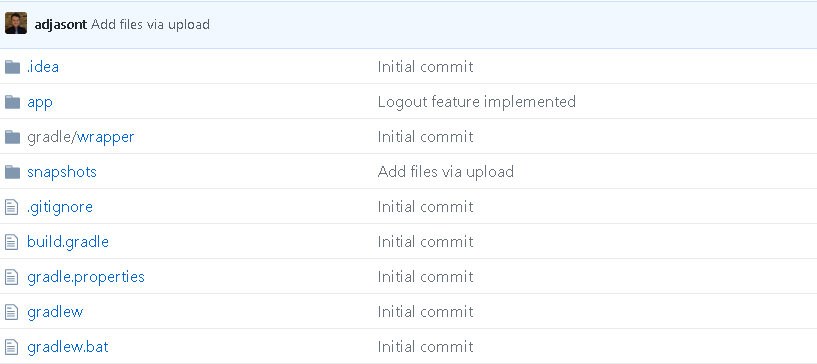 adjasont Add files via upload
.idea Initial commit
app Logout feature implemented
gradle/wrapper Initial commit
snapshots Add files via upload
.gitignore Initial commit
build.gradle Initial commit
gradle.properties Initial commit
gradlew Initial commit
gradlew.bat Initial commit